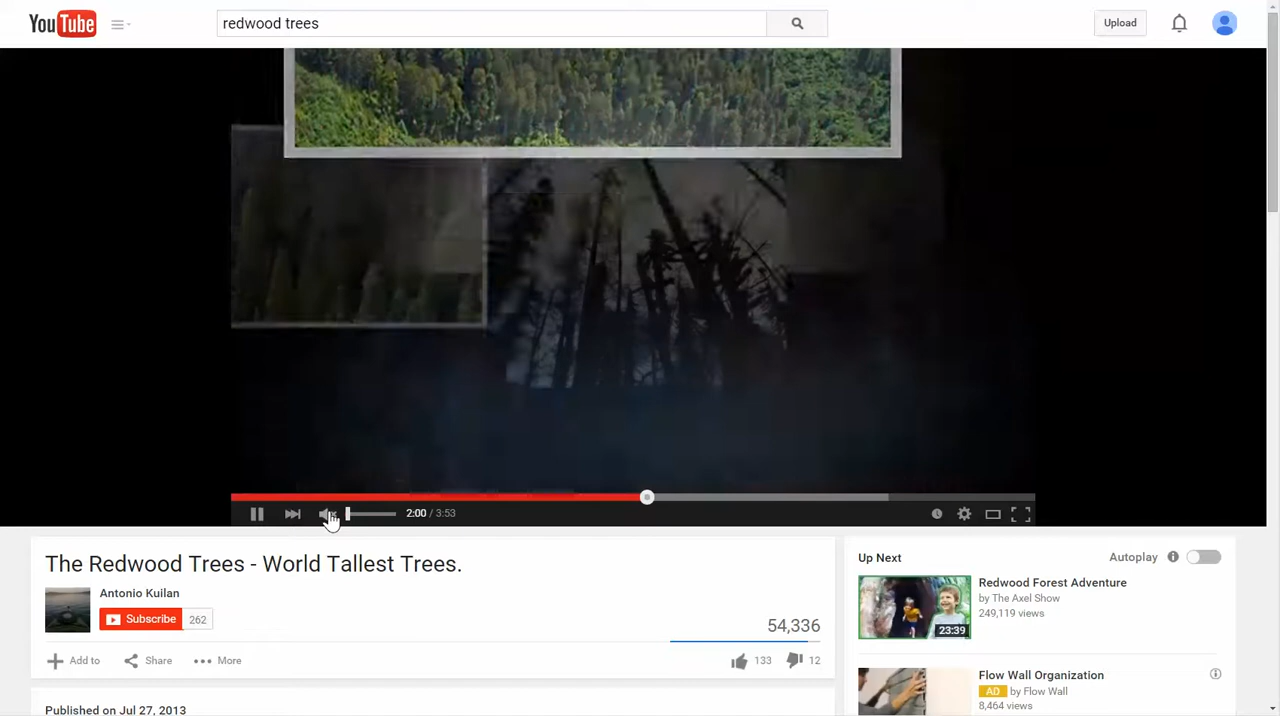 YouTube
redwood trees
Upload
2:00 / 3:53
The Redwood Trees - World Tallest Trees.
Antonio Kuilan
Subscribe 262
54,336
Add to Share More 133 12
Published on Jul 27, 2013
Up Next Autoplay
Redwood Forest Adventure
by The Axel Show
249,119 views
23:39
Flow Wall Organization
AD by Flow Wall
8,464 views